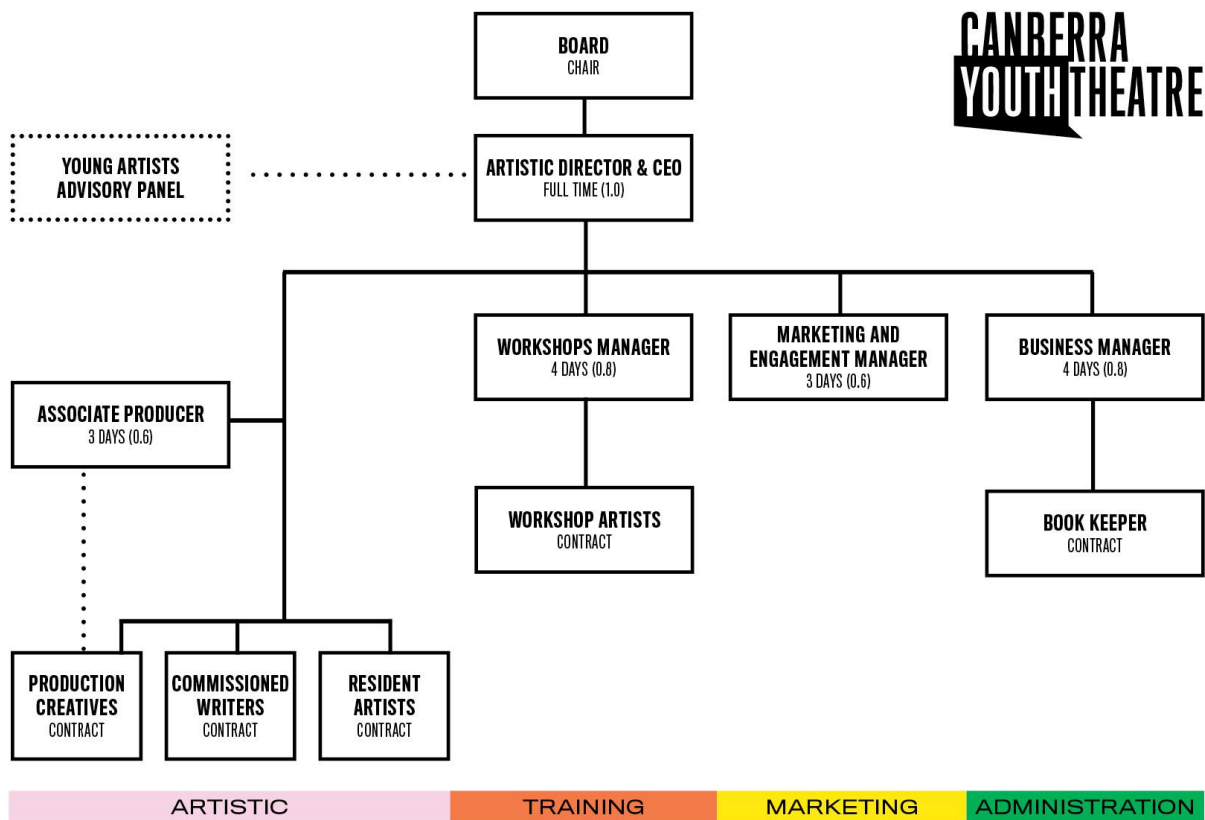 BOARD
CHAIR
CANBERRA
YOUTH THEATRE
YOUNG ARTISTS
ADVISORY PANEL
ARTISTIC DIRECTOR & CEO
FULL TIME (1.0)
WORKSHOPS MANAGER
4 DAYS (0.8)
MARKETING AND
ENGAGEMENT MANAGER
3 DAYS (0.6)
BUSINESS MANAGER
4 DAYS (0.8)
ASSOCIATE PRODUCER
3 DAYS (0.6)
WORKSHOP ARTISTS
CONTRACT
BOOK KEEPER
CONTRACT
PRODUCTION
CREATIVES
CONTRACT
COMMISSIONED
WRITERS
CONTRACT
RESIDENT
ARTISTS
CONTRACT
ARTISTIC
TRAINING
MARKETING
ADMINISTRATION